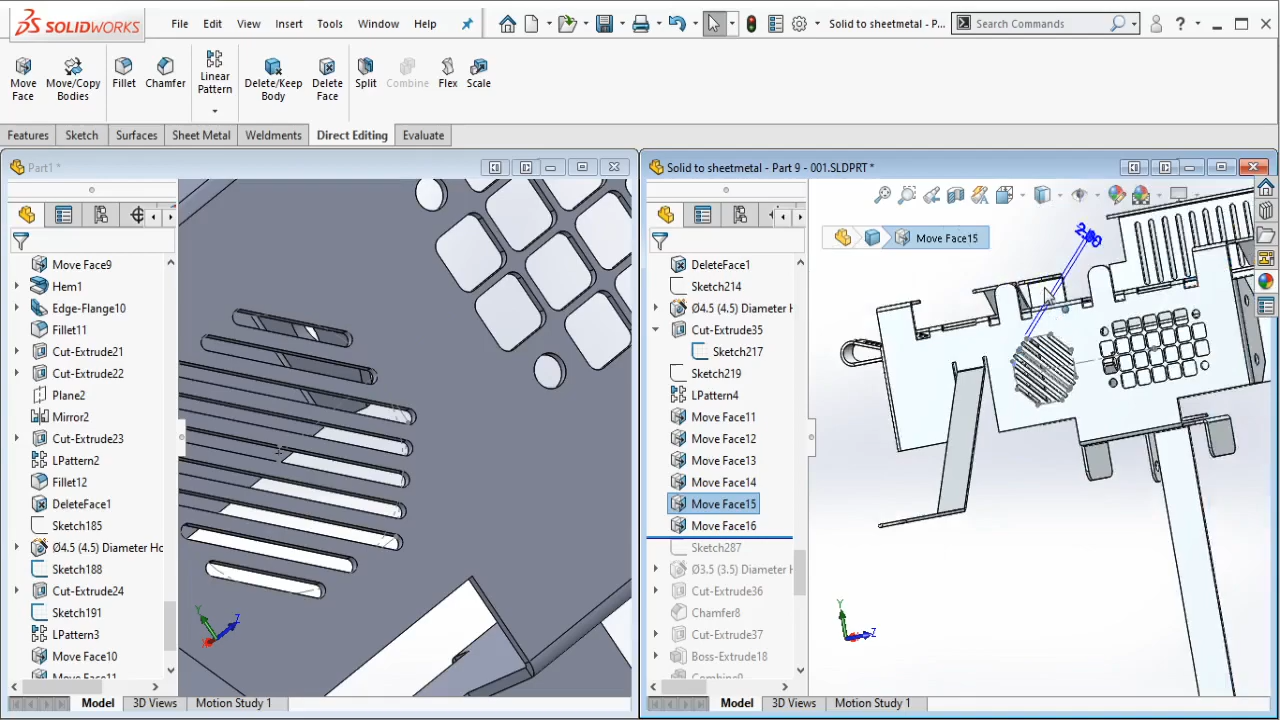 SOLIDWORKS
File Edit View Insert Tools Window Help
Solid to sheetmetal - P...
Search Commands
Move Face
Move/Copy Bodies
Fillet
Chamfer
Linear Pattern
Delete/Keep Body
Delete Face
Split
Combine
Flex
Scale
Features Sketch Surfaces Sheet Metal Weldments Direct Editing Evaluate
Part1 *
Move Face9
Hem1
Edge-Flange10
Fillet11
Cut-Extrude21
Cut-Extrude22
Plane2
Mirror2
Cut-Extrude23
LPattern2
Fillet12
DeleteFace1
Sketch185
Ø4.5 (4.5) Diameter Ho
Sketch188
Cut-Extrude24
Sketch191
LPattern3
Move Face10
Move Face11
Y
Z
Model 3D Views Motion Study 1
Solid to sheetmetal - Part 9 - 001.SLDPRT *
DeleteFace1
Sketch214
Ø4.5 (4.5) Diameter H
Cut-Extrude35
Sketch217
Sketch219
LPattern4
Move Face11
Move Face12
Move Face13
Move Face14
Move Face15
Move Face16
Sketch287
Ø3.5 (3.5) Diameter H
Cut-Extrude36
Chamfer8
Cut-Extrude37
Boss-Extrude18
Combine9
Move Face15
Y
Z
Model 3D Views Motion Study 1